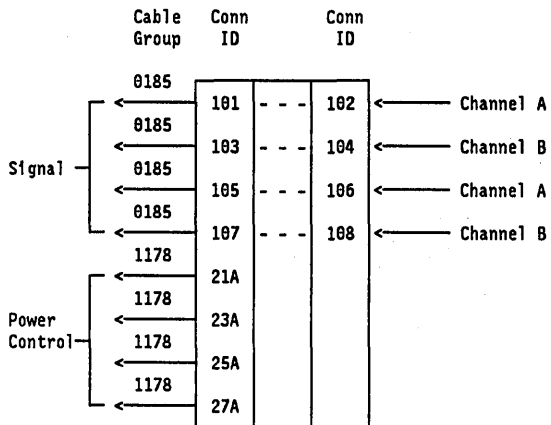 Cable Conn Conn
Group ID ID
0185
101 - - - 102 Channel A
0185
103 - - - 104 Channel B
Signal 0185
105 - - - 106 Channel A
0185
107 - - - 108 Channel B
1178
21A
1178
Power 23A
Control 1178
25A
1178
27A